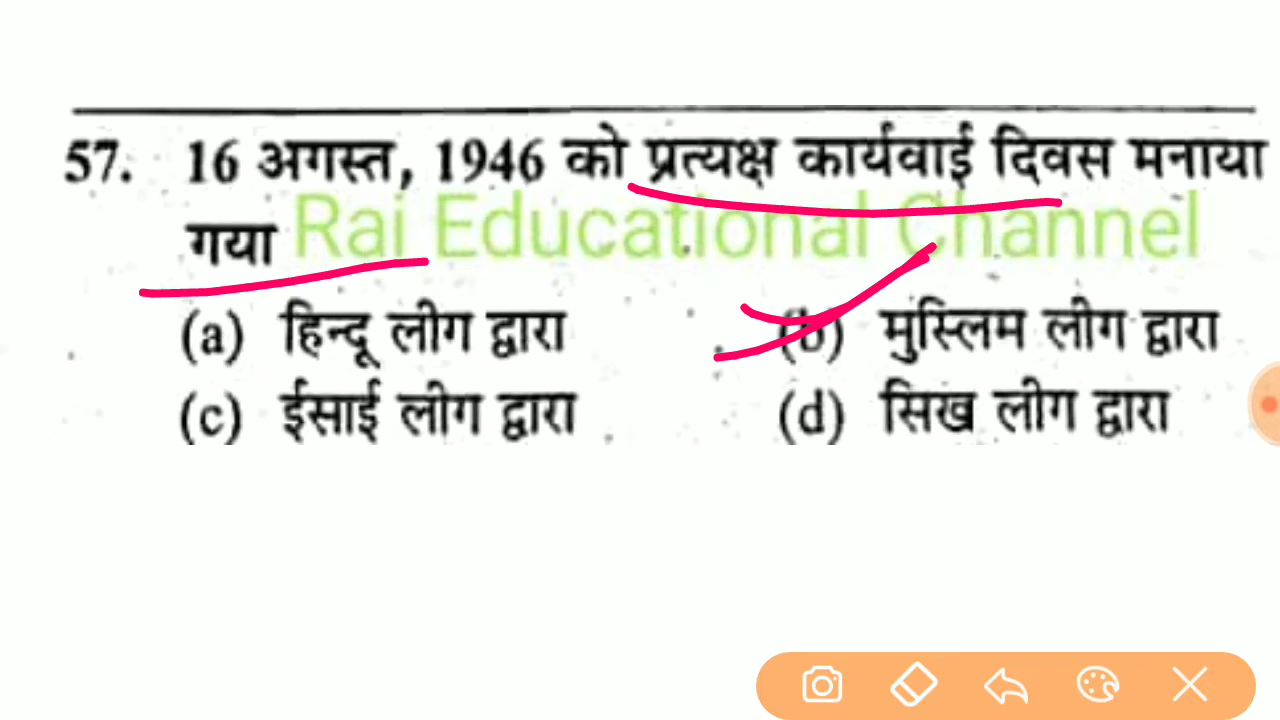 57. 16 अगस्त, 1946 को प्रत्यक्ष कार्यवाई दिवस मनाया
गया Rai Educational Channel
(a) हिन्दू लीग द्वारा (b) मुस्लिम लीग द्वारा
(c) ईसाई लीग द्वारा (d) सिख लीग द्वारा